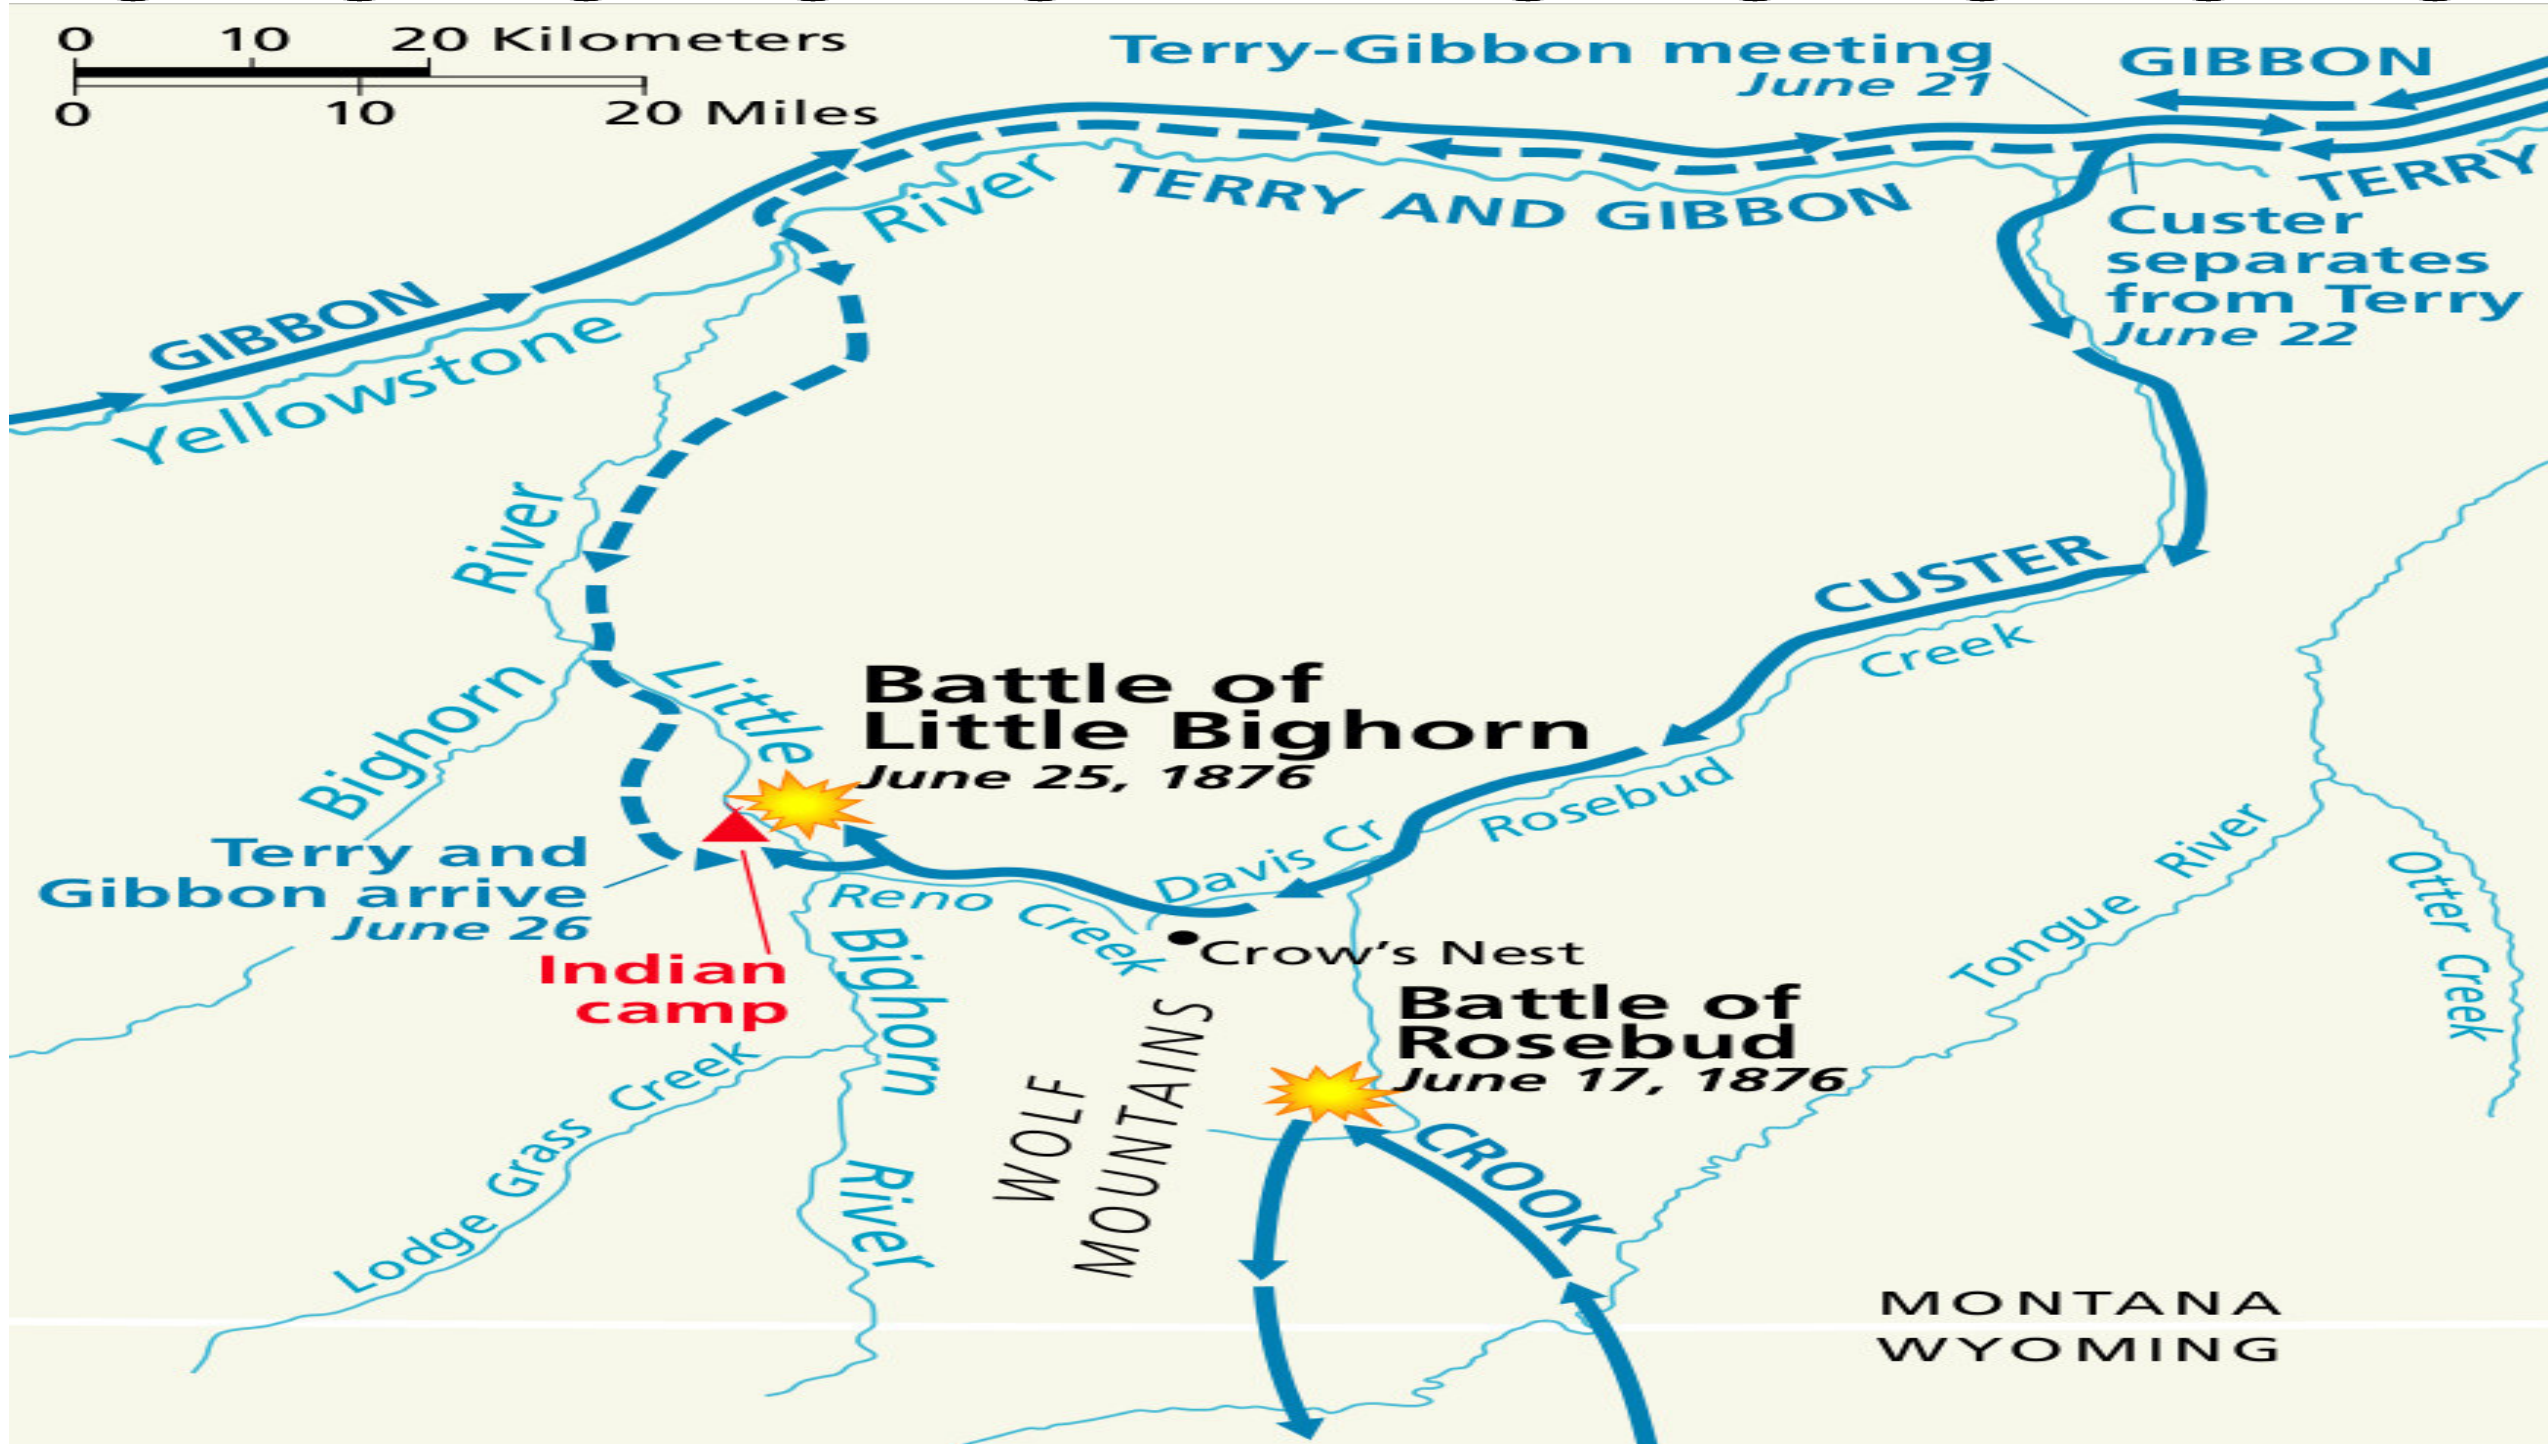 0 10 20 Kilometers
0 10 20 Miles
Terry-Gibbon meeting
June 21
GIBBON
TERRY
TERRY AND GIBBON
River
Custer
separates
from Terry
June 22
GIBBON
Yellowstone
River
Bighorn
CUSTER
Creek
Rosebud
Little
Battle of
Little Bighorn
June 25, 1876
Davis Cr
Terry and
Gibbon arrive
June 26
Reno Creek
Crow's Nest
Indian
camp
Bighorn
River
Tongue River
Otter Creek
Battle of
Rosebud
June 17, 1876
WOLF
MOUNTAINS
CROOK
Lodge Grass Creek
MONTANA
WYOMING